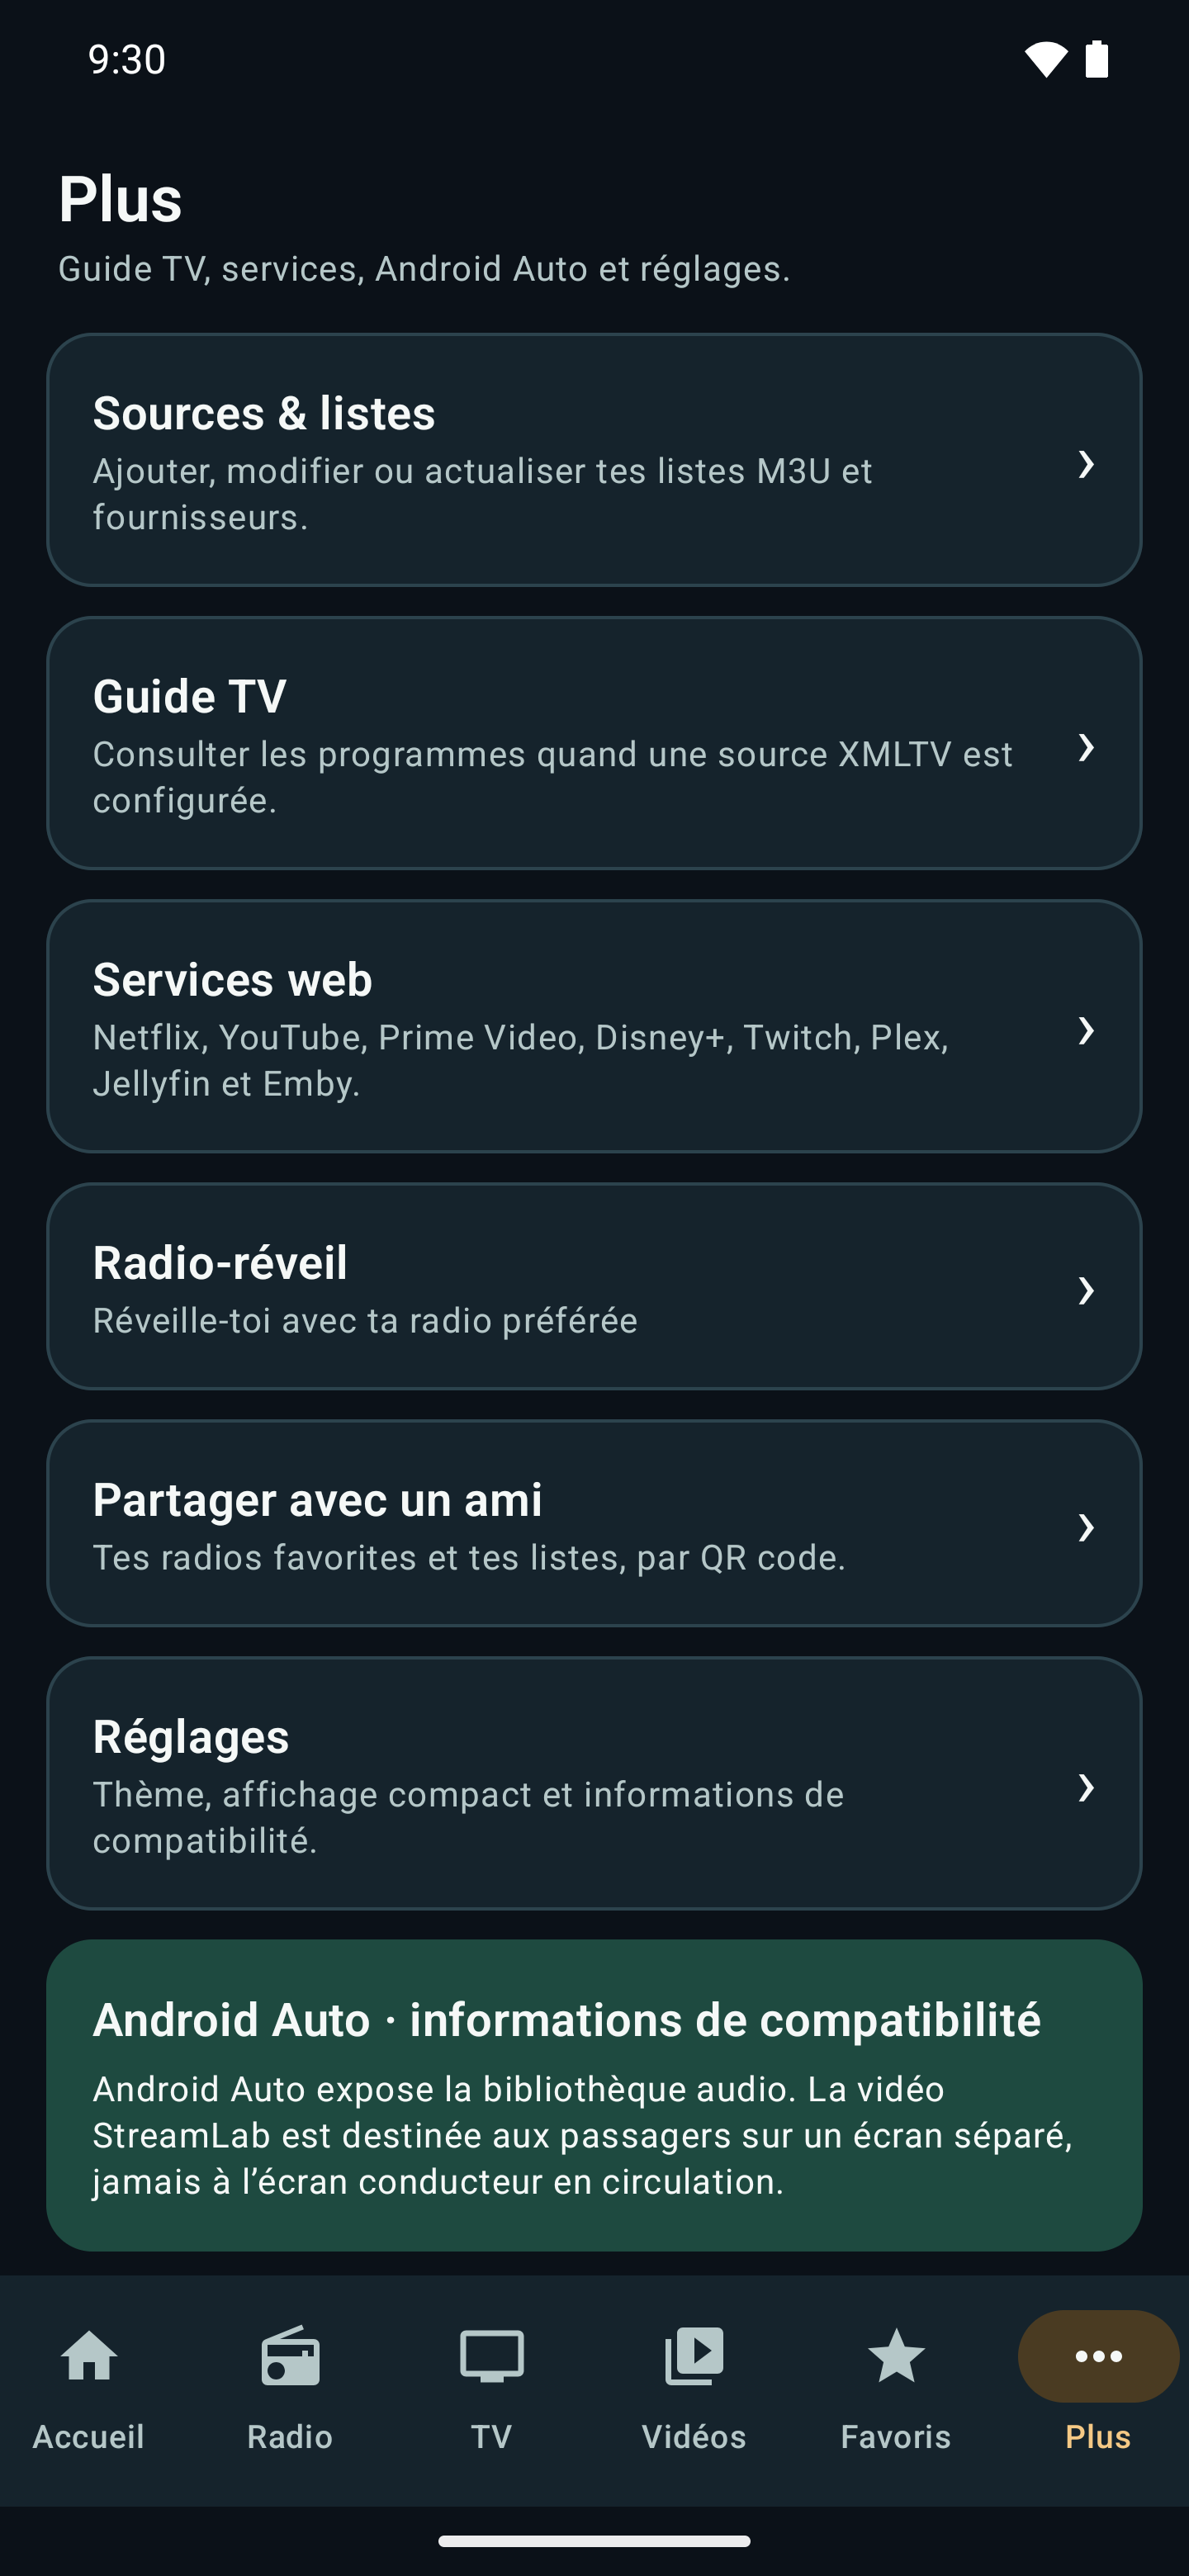 9:30
Plus
Guide TV, services, Android Auto et réglages.
Sources & listes
Ajouter, modifier ou actualiser tes listes M3U et
fournisseurs.
Guide TV
Consulter les programmes quand une source XMLTV est
configurée.
Services web
Netflix, YouTube, Prime Video, Disney+, Twitch, Plex,
Jellyfin et Emby.
Radio-réveil
Réveille-toi avec ta radio préférée
Partager avec un ami
Tes radios favorites et tes listes, par QR code.
Réglages
Thème, affichage compact et informations de
compatibilité.
Android Auto · informations de compatibilité
Android Auto expose la bibliothèque audio. La vidéo
StreamLab est destinée aux passagers sur un écran séparé,
jamais à l’écran conducteur en circulation.
Accueil Radio TV Vidéos Favoris Plus